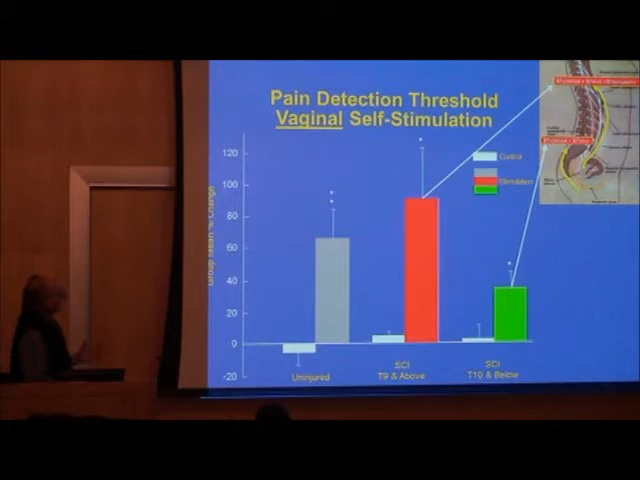 Pain Detection Threshold
Vaginal Self-Stimulation
Control
Stimulation
Group Mean % Change
120
100
80
60
40
20
0
-20
Uninjured
SCI
T9 & Above
SCI
T10 & Below